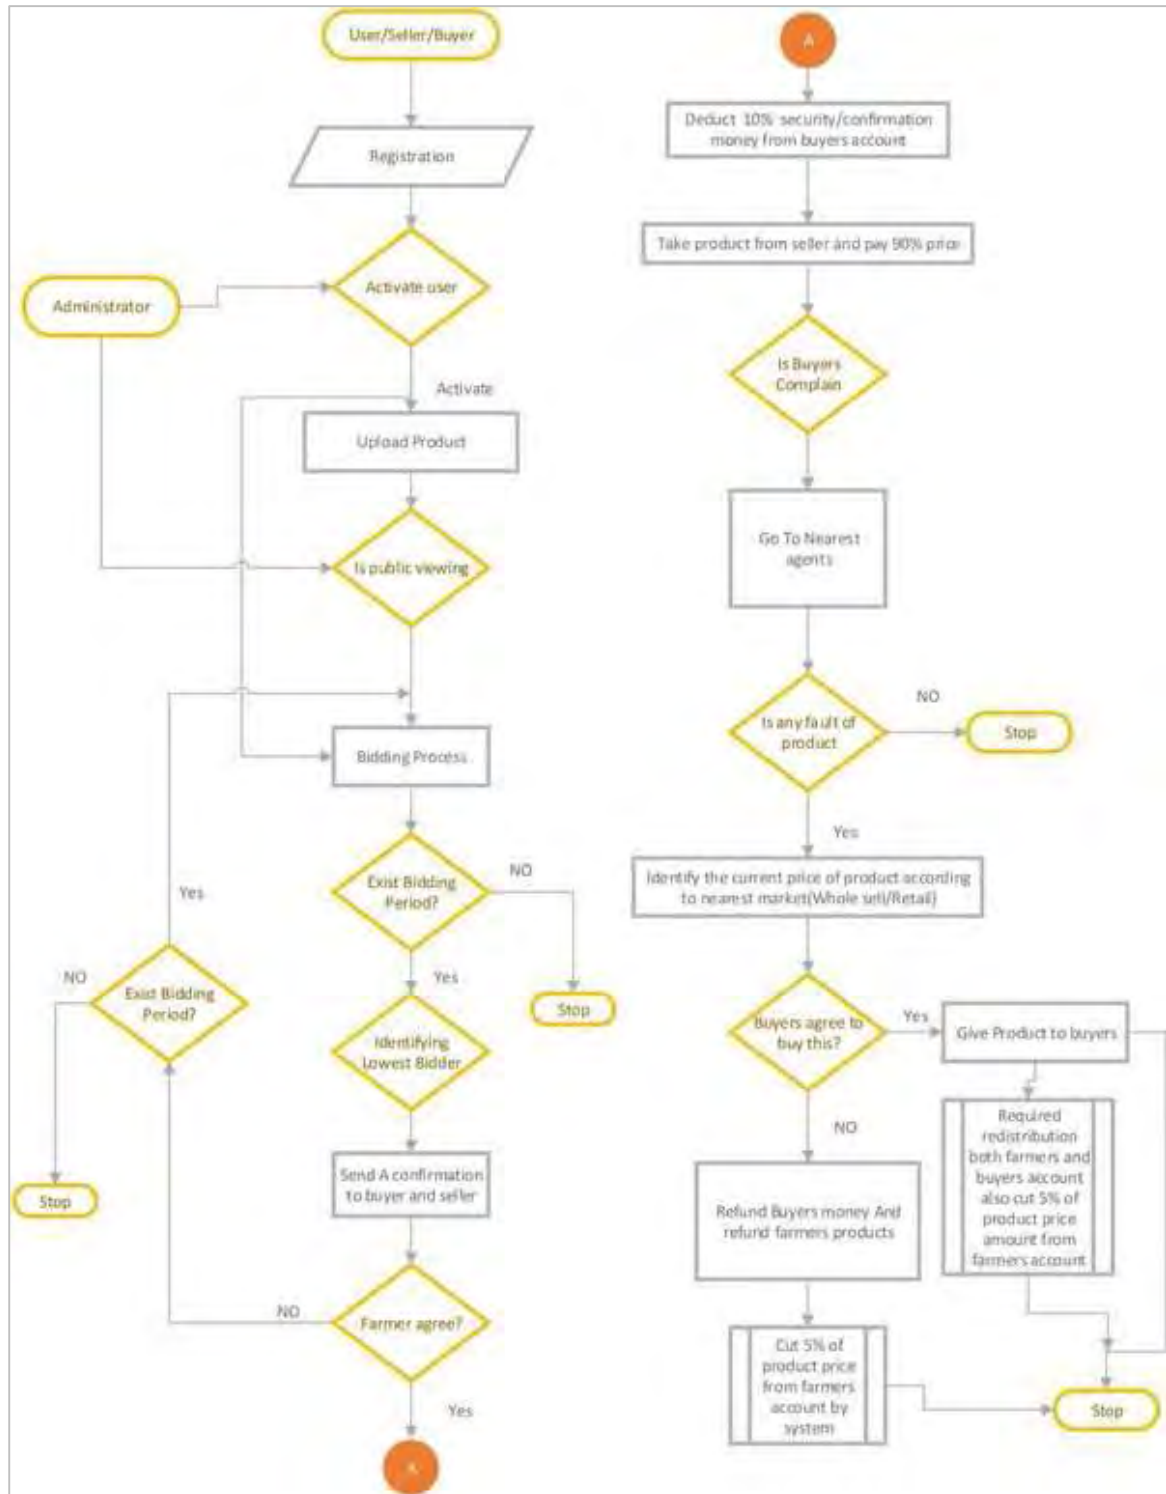 User/Seller/Buyer
Registration
Activate user
Administrator
Activate
Upload Product
Is public viewing
Bidding Process
Exist Bidding
Period?
NO
Stop
Yes
Yes
Exist Bidding
Period?
NO
Stop
Identifying
Lowest Bidder
Send A confirmation
to buyer and seller
Farmer agree?
NO
Yes
A
A
Deduct 10% security/confirmation
money from buyers account
Take product from seller and pay 90% price
Is Buyers
Complain
Go To Nearest
agents
Is any fault of
product
NO
Stop
Yes
Identify the current price of product according
to nearest market(Whole sell/Retail)
Buyers agree to
buy this?
Yes
Give Product to buyers
Required
redistribution
both farmers and
buyers account
also cut 5% of
product price
amount from
farmers account
NO
Refund Buyers money And
refund farmers products
Cut 5% of
product price
from farmers
account by
system
Stop